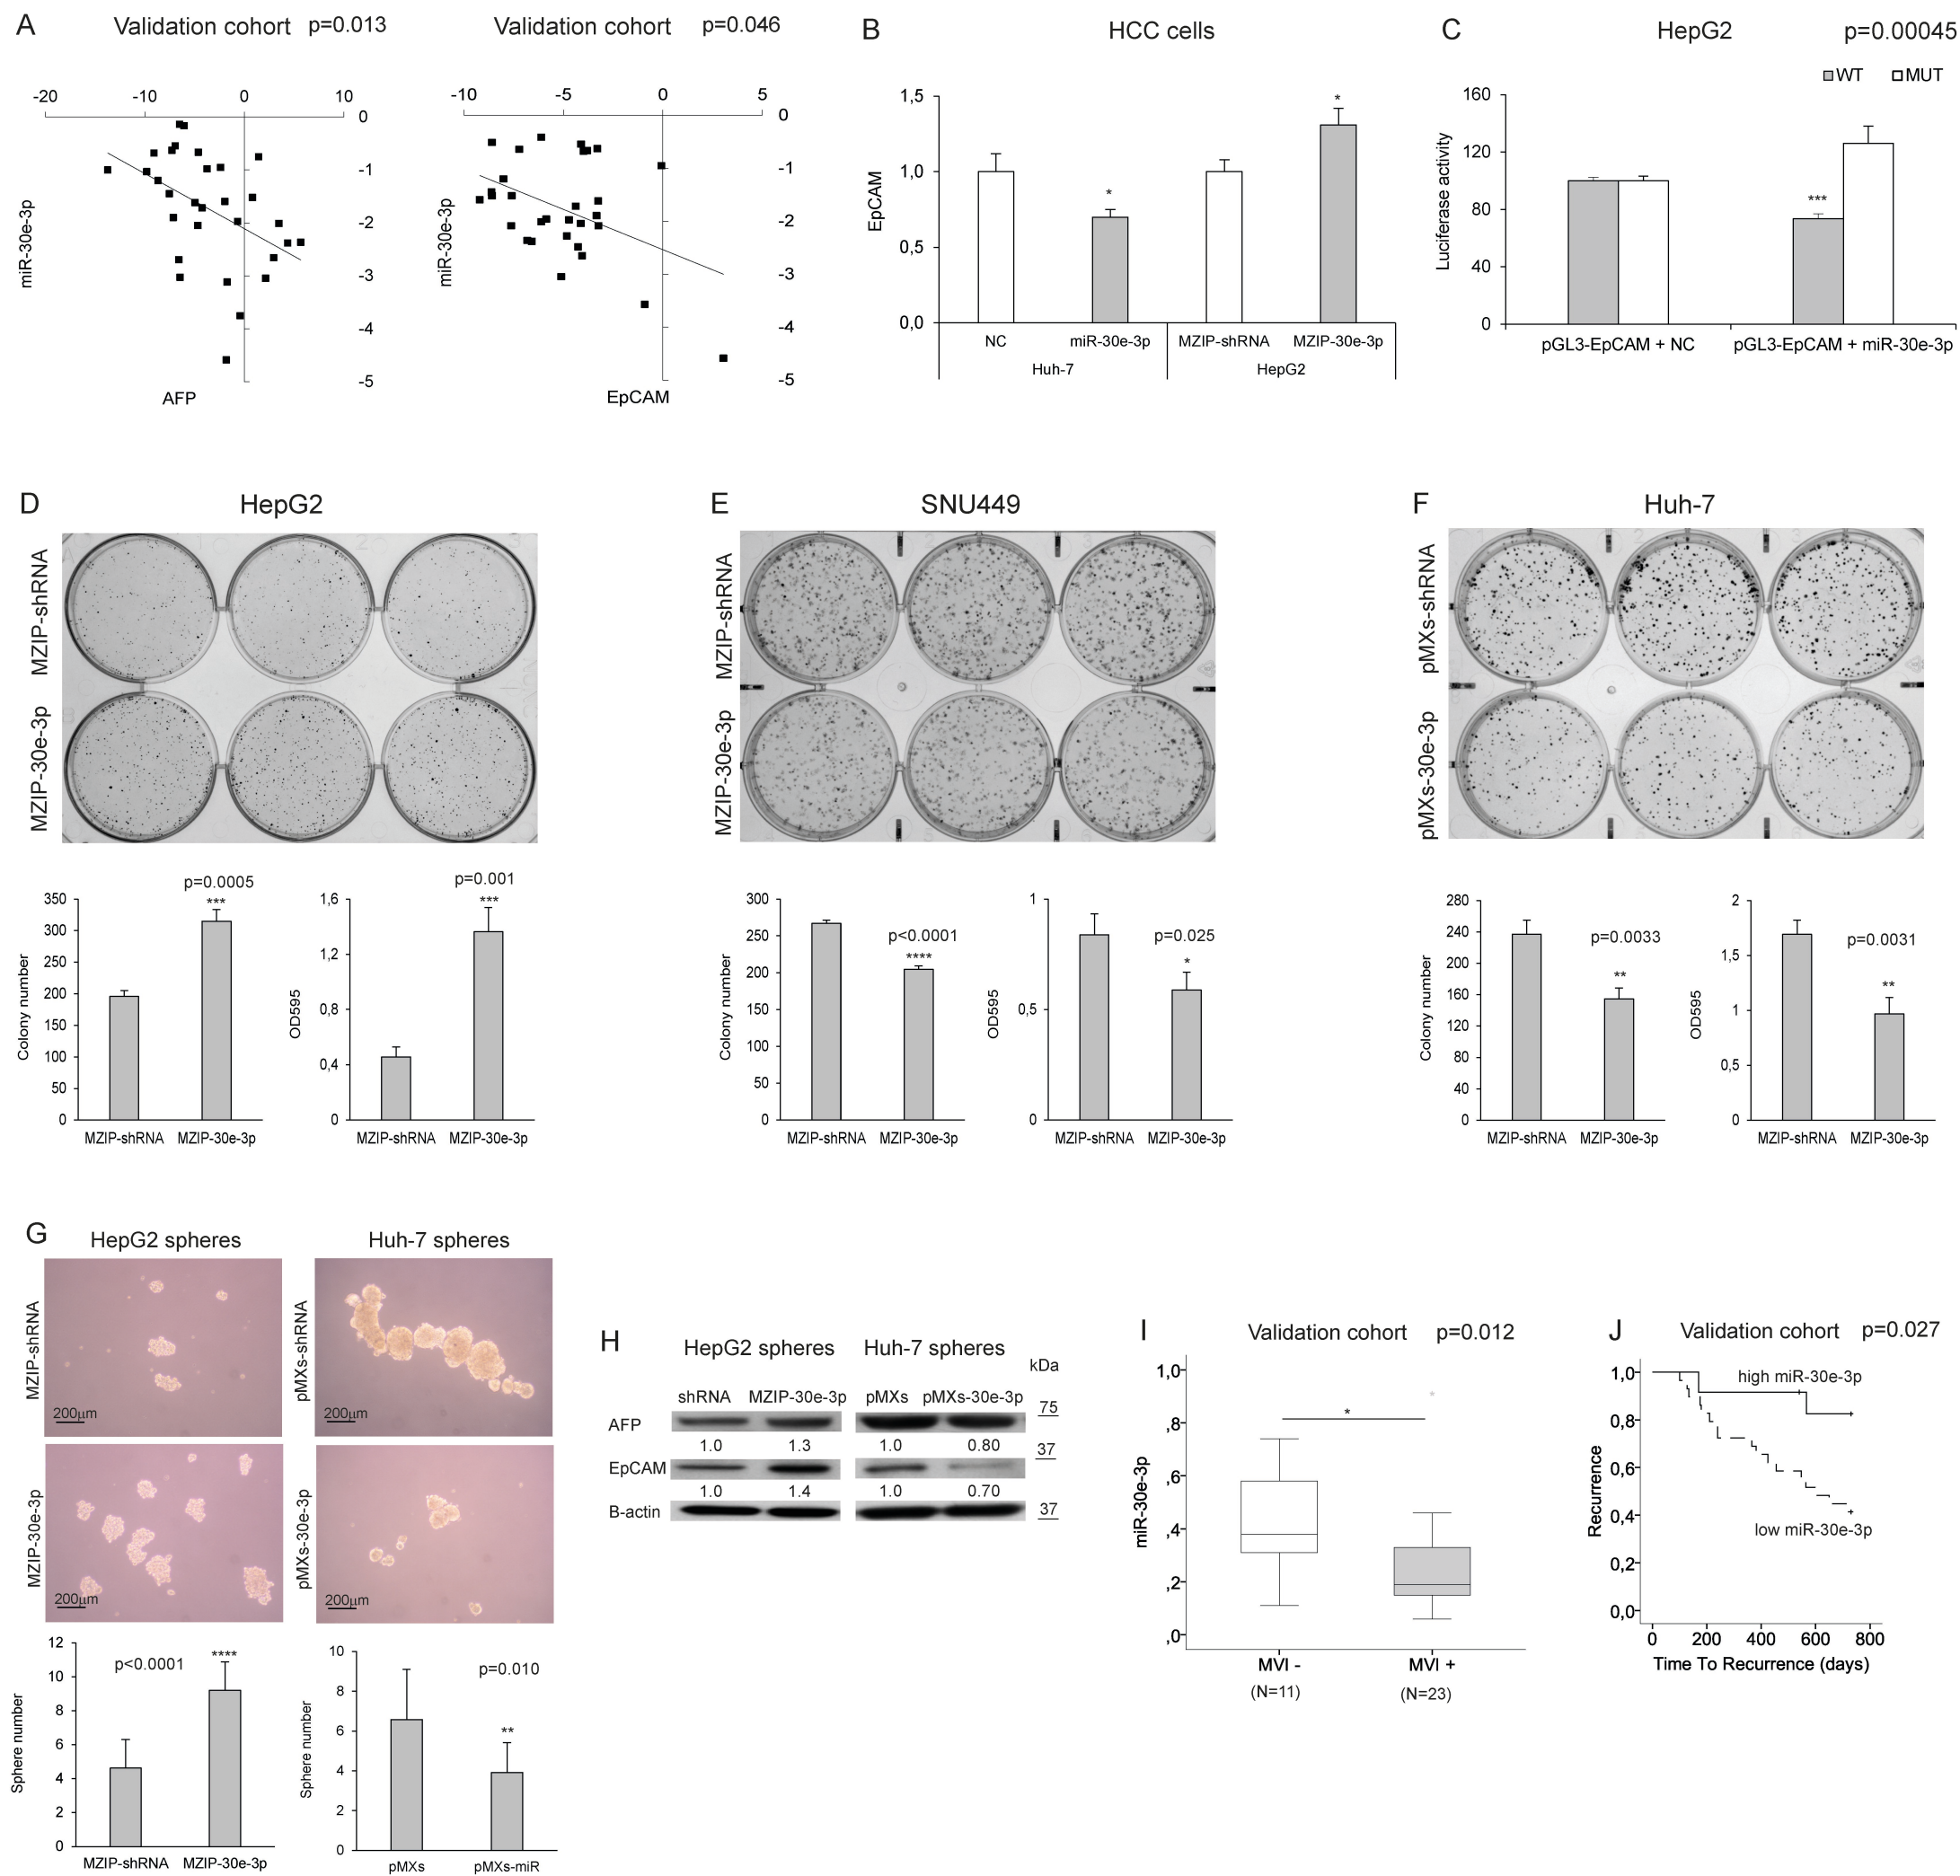 A Validation cohort p=0.013 Validation cohort p=0.046
-20 -10 0 10
0
-1
-2
-3
-4
-5
miR-30e-3p
AFP
-10 -5 0 5
0
-1
-2
-3
-4
-5
miR-30e-3p
EpCAM
B HCC cells
EpCAM
1,5
1,0
0,5
0,0
*
*
NC miR-30e-3p MZIP-shRNA MZIP-30e-3p
Huh-7 HepG2
C HepG2 p=0.00045
WT MUT
Luciferase activity
160
120
80
40
0
***
pGL3-EpCAM + NC pGL3-EpCAM + miR-30e-3p
D HepG2
MZIP-shRNA
MZIP-30e-3p
Colony number
350
300
250
200
150
100
50
0
p=0.0005
***
MZIP-shRNA MZIP-30e-3p
OD595
1,6
1,2
0,8
0,4
0
p=0.001
***
MZIP-shRNA MZIP-30e-3p
E SNU449
MZIP-shRNA
MZIP-30e-3p
Colony number
300
250
200
150
100
50
0
p<0.0001
****
MZIP-shRNA MZIP-30e-3p
OD595
1
0,5
0
p=0.025
*
MZIP-shRNA MZIP-30e-3p
F Huh-7
pMXs-shRNA
pMXs-30e-3p
Colony number
280
240
200
160
120
80
40
0
p=0.0033
**
MZIP-shRNA MZIP-30e-3p
OD595
2
1,5
1
0,5
0
p=0.0031
**
MZIP-shRNA MZIP-30e-3p
G HepG2 spheres Huh-7 spheres
MZIP-shRNA
200µm
pMXs-shRNA
200µm
MZIP-30e-3p
200µm
pMXs-30e-3p
200µm
Sphere number
12
10
8
6
4
2
0
p<0.0001
****
MZIP-shRNA MZIP-30e-3p
Sphere number
10
8
6
4
2
0
p=0.010
**
pMXs pMXs-miR
H HepG2 spheres Huh-7 spheres kDa
shRNA MZIP-30e-3p pMXs pMXs-30e-3p
AFP 75
1.0 1.3 1.0 0.80 37
EpCAM
1.0 1.4 1.0 0.70
B-actin 37
I Validation cohort p=0.012
miR-30e-3p
1,0
,8
,6
,4
,2
,0
*
MVI - MVI +
(N=11) (N=23)
J Validation cohort p=0.027
Recurrence
1,0
0,8
0,6
0,4
0,2
0,0
high miR-30e-3p
low miR-30e-3p
0 200 400 600 800
Time To Recurrence (days)